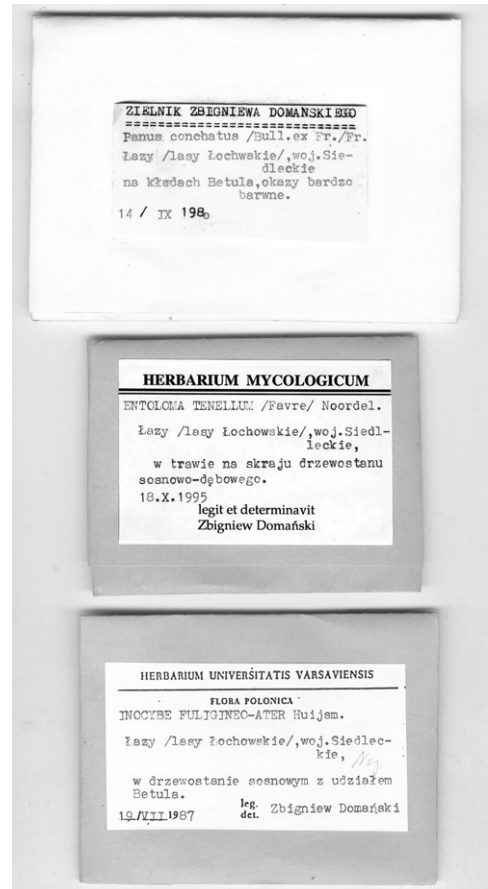 ZIELNIK ZBIGNIEWA DOMAŃSKIEGO
==============================
Panus conchatus /Bull.ex Fr./Fr.
Łazy /lasy Łochwskie/,woj.Sie-
dleckie
na kłodach Betula,okazy bardzo
barwne.
14 / IX 1980
HERBARIUM MYCOLOGICUM
ENTOLOMA TENELLUM /Favre/ Noordel.
Łazy /lasy Łochowskie/,woj.Siedl-
leckie,
w trawie na skraju drzewostanu
sosnowo-dębowego.
18.X.1995
legit et determinavit
Zbigniew Domański
HERBARIUM UNIVERSITATIS VARSAVIENSIS
FLORA POLONICA
INOCYBE FULIGINEO-ATER Huijsm.
Łazy /lasy Łochowskie/,woj.Siedlec-
kie,
w drzewostanie sosnowym z udziałem
Betula.
leg.
19/VII 1987 det. Zbigniew Domański